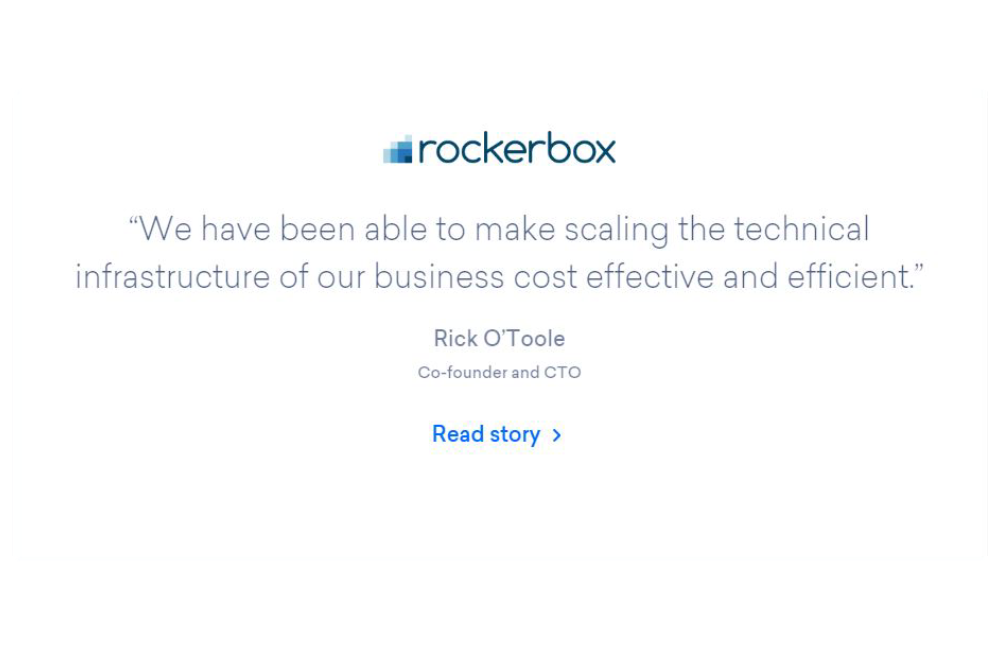 rockerbox
“We have been able to make scaling the technical
infrastructure of our business cost effective and efficient.”
Rick O’Toole
Co-founder and CTO
Read story >